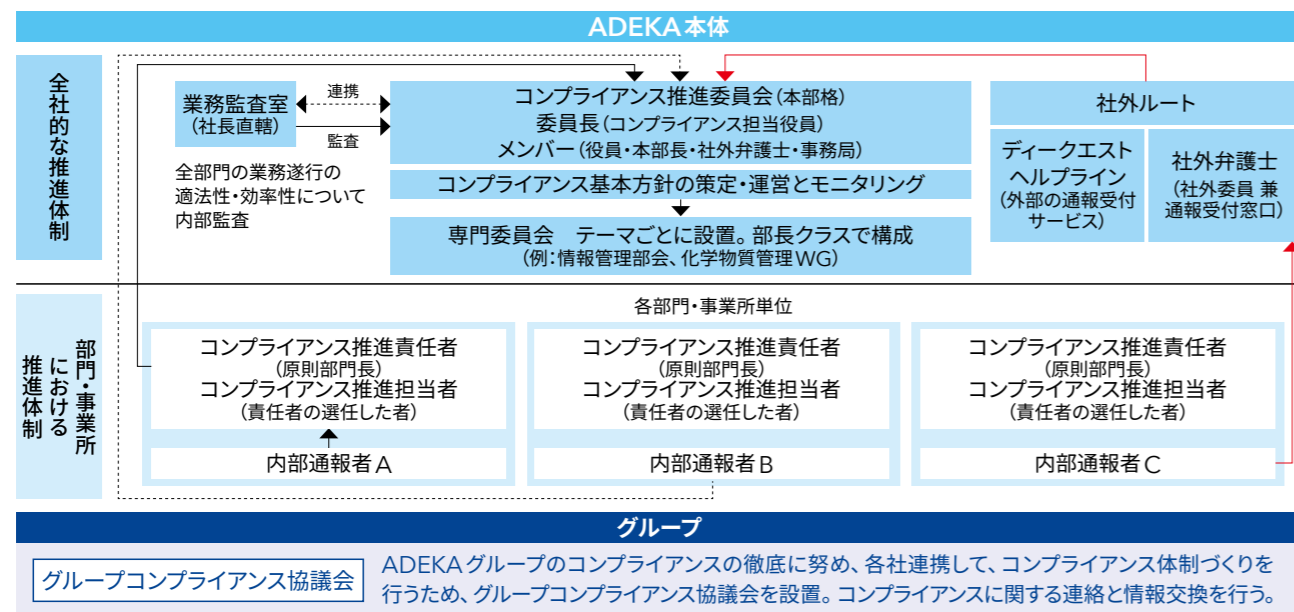 ADEKA本体
全社的な推進体制
業務監査室
(社長直轄)
連携
監査
全部門の業務遂行の
適法性・効率性について
内部監査
コンプライアンス推進委員会(本部格)
委員長(コンプライアンス担当役員)
メンバー(役員・本部長・社外弁護士・事務局)
コンプライアンス基本方針の策定・運営とモニタリング
専門委員会　テーマごとに設置。部長クラスで構成
(例:情報管理部会、化学物質管理WG)
社外ルート
ディークエスト
ヘルプライン
(外部の通報受付
サービス)
社外弁護士
(社外委員 兼
通報受付窓口)
部門・事業所
における
推進体制
各部門・事業所単位
コンプライアンス推進責任者
(原則部門長)
コンプライアンス推進担当者
(責任者の選任した者)
内部通報者A
コンプライアンス推進責任者
(原則部門長)
コンプライアンス推進担当者
(責任者の選任した者)
内部通報者B
コンプライアンス推進責任者
(原則部門長)
コンプライアンス推進担当者
(責任者の選任した者)
内部通報者C
グループ
グループコンプライアンス協議会
ADEKAグループのコンプライアンスの徹底に努め、各社連携して、コンプライアンス体制づくりを
行うため、グループコンプライアンス協議会を設置。コンプライアンスに関する連絡と情報交換を行う。